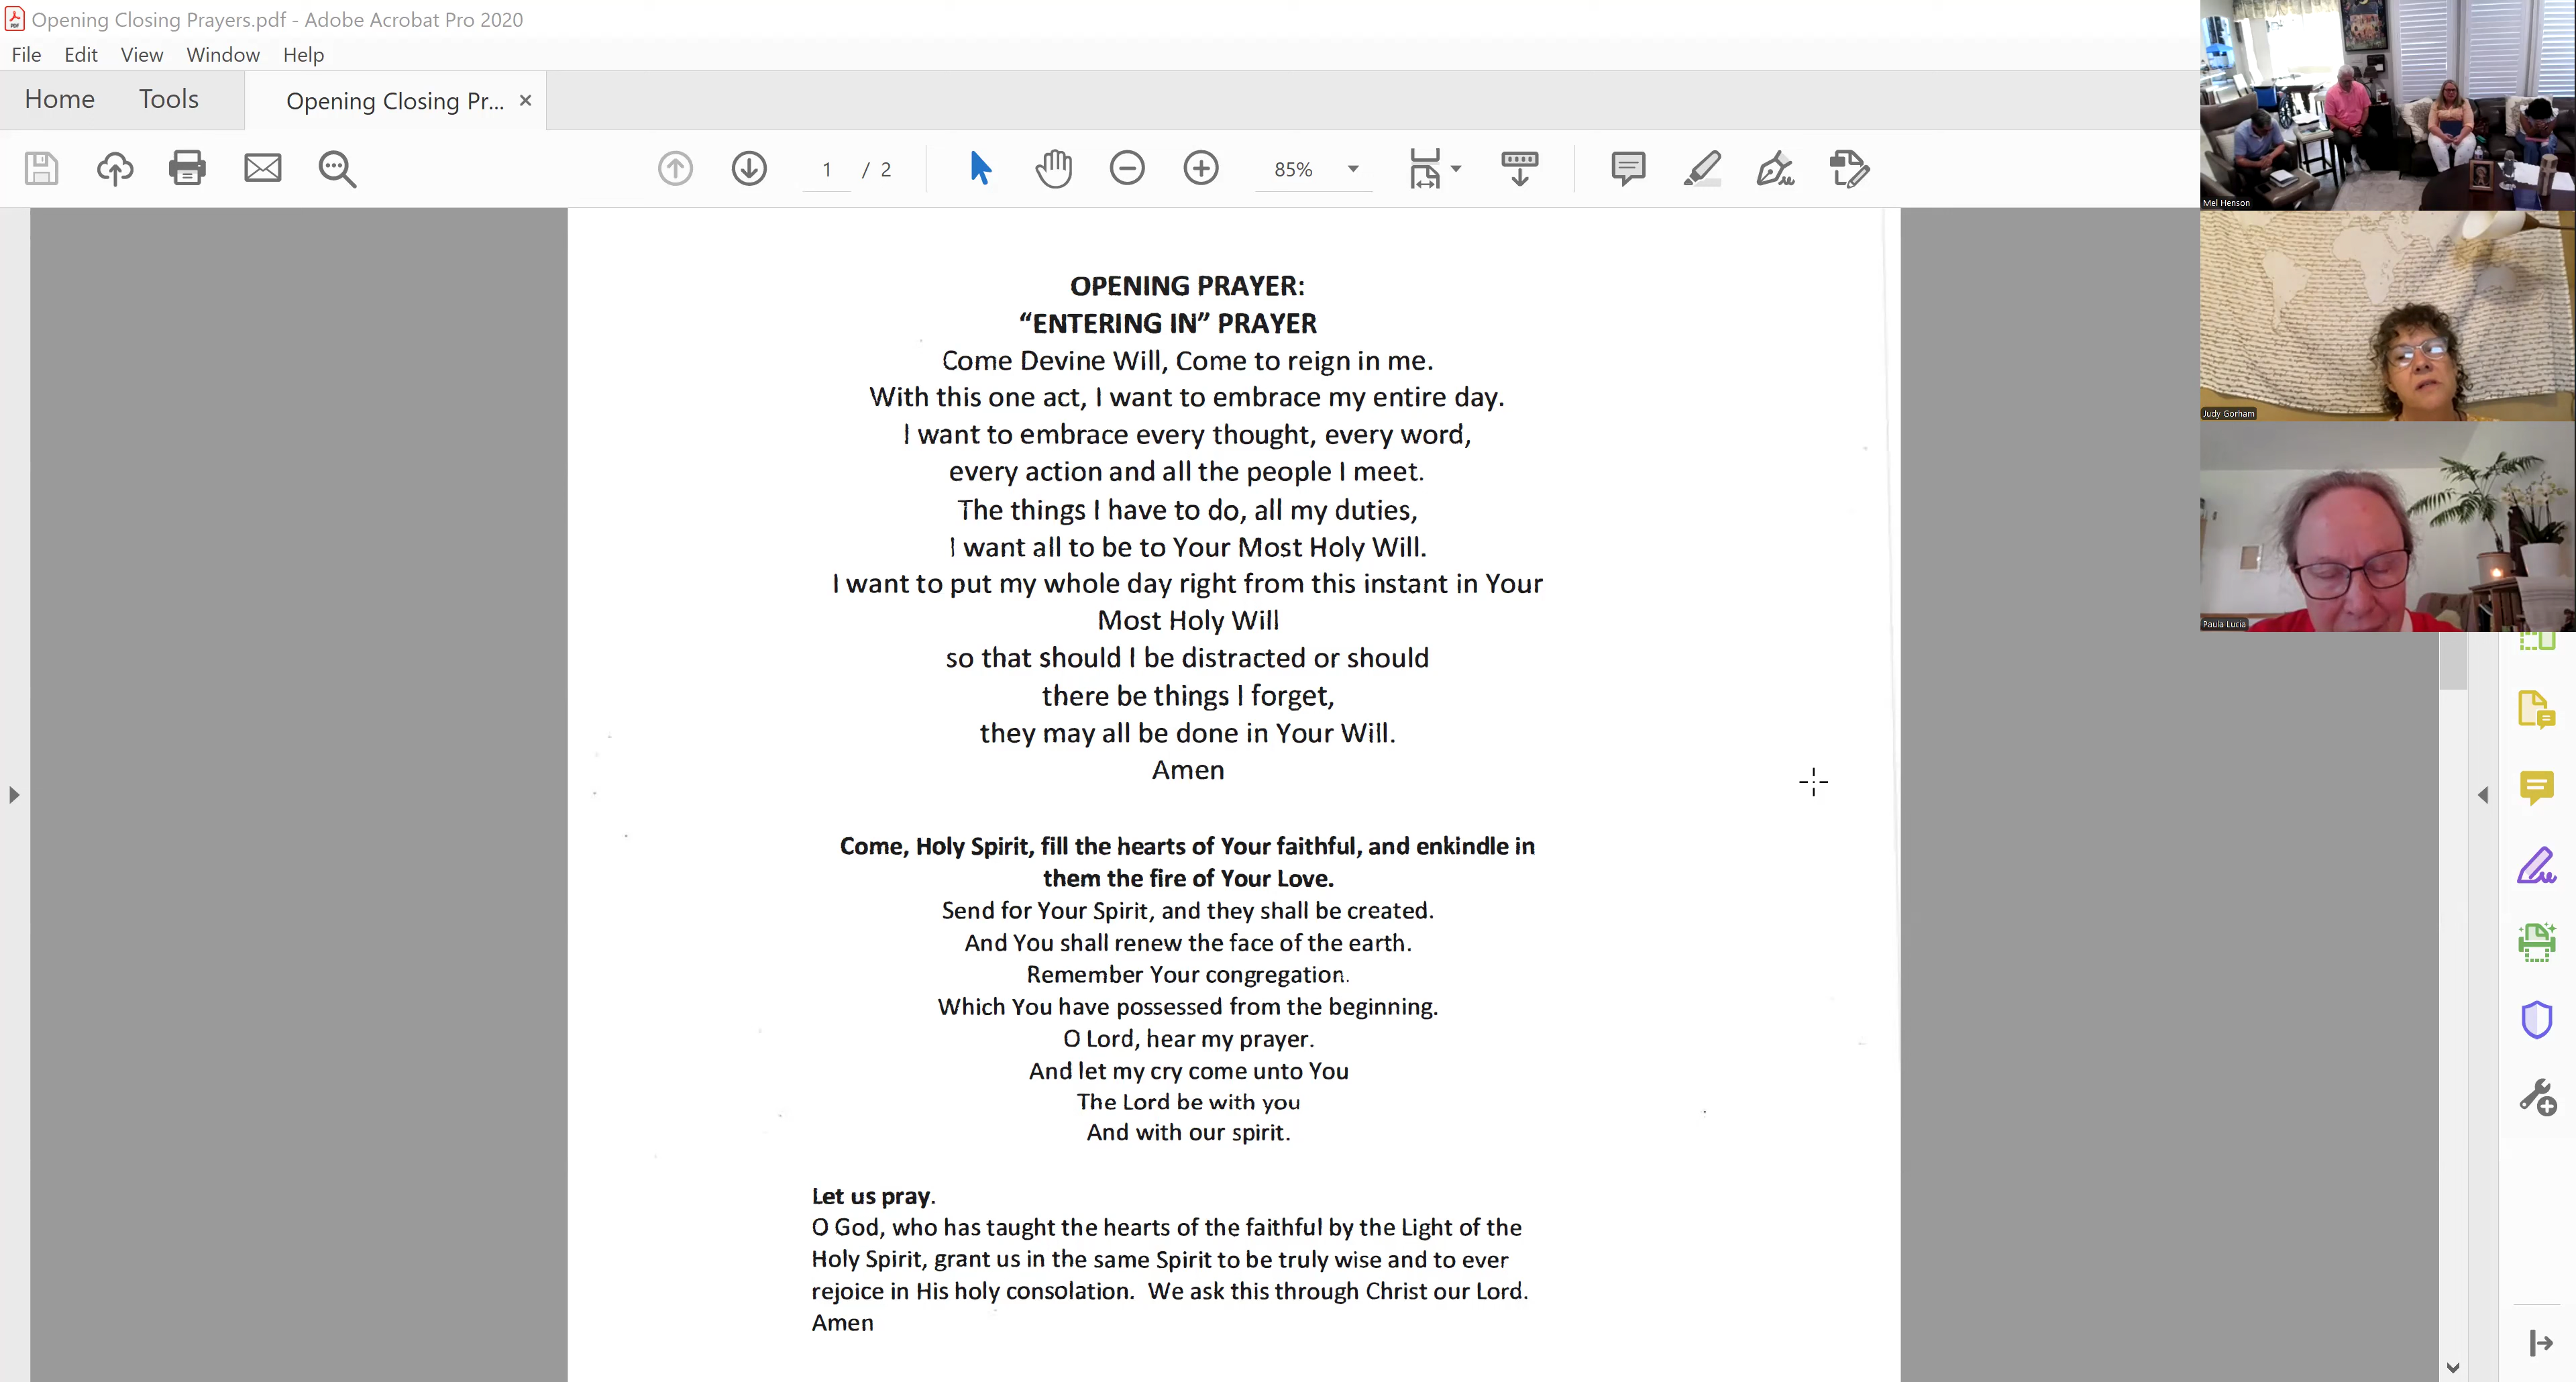 Opening Closing Prayers.pdf - Adobe Acrobat Pro 2020
File Edit View Window Help
Home Tools Opening Closing Pr... ×
1 / 2 85%
OPENING PRAYER:
“ENTERING IN” PRAYER
Come Devine Will, Come to reign in me.
With this one act, I want to embrace my entire day.
I want to embrace every thought, every word,
every action and all the people I meet.
The things I have to do, all my duties,
I want all to be to Your Most Holy Will.
I want to put my whole day right from this instant in Your
Most Holy Will
so that should I be distracted or should
there be things I forget,
they may all be done in Your Will.
Amen
Come, Holy Spirit, fill the hearts of Your faithful, and enkindle in
them the fire of Your Love.
Send for Your Spirit, and they shall be created.
And You shall renew the face of the earth.
Remember Your congregation.
Which You have possessed from the beginning.
O Lord, hear my prayer.
And let my cry come unto You
The Lord be with you
And with our spirit.
Let us pray.
O God, who has taught the hearts of the faithful by the Light of the
Holy Spirit, grant us in the same Spirit to be truly wise and to ever
rejoice in His holy consolation. We ask this through Christ our Lord.
Amen
Mel Henson
Judy Gorham
Paula Lucia